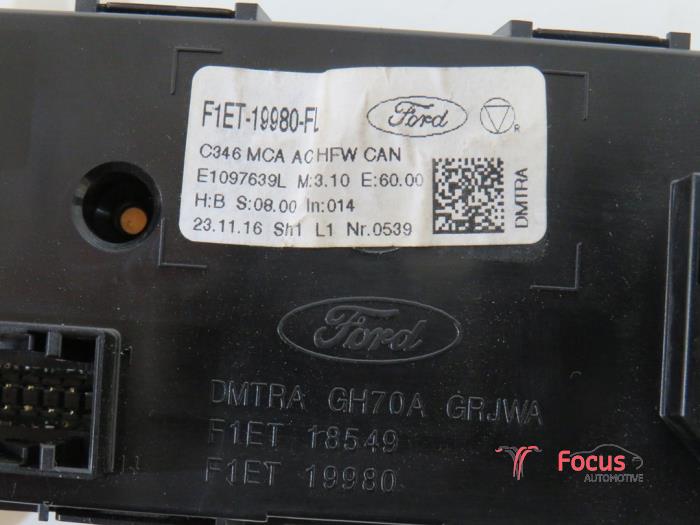 F1ET-19980-FL
Ford
R
C346 MCA ACHFW CAN
E1097639L M:3.10 E:60.00
H:B S:08.00 In:014
23.11.16 Sh1 L1 Nr.0539
DMTRA
Ford
DMTRA GH70A GRJWA
F1ET 18549
F1ET 19980
Focus
AUTOMOTIVE